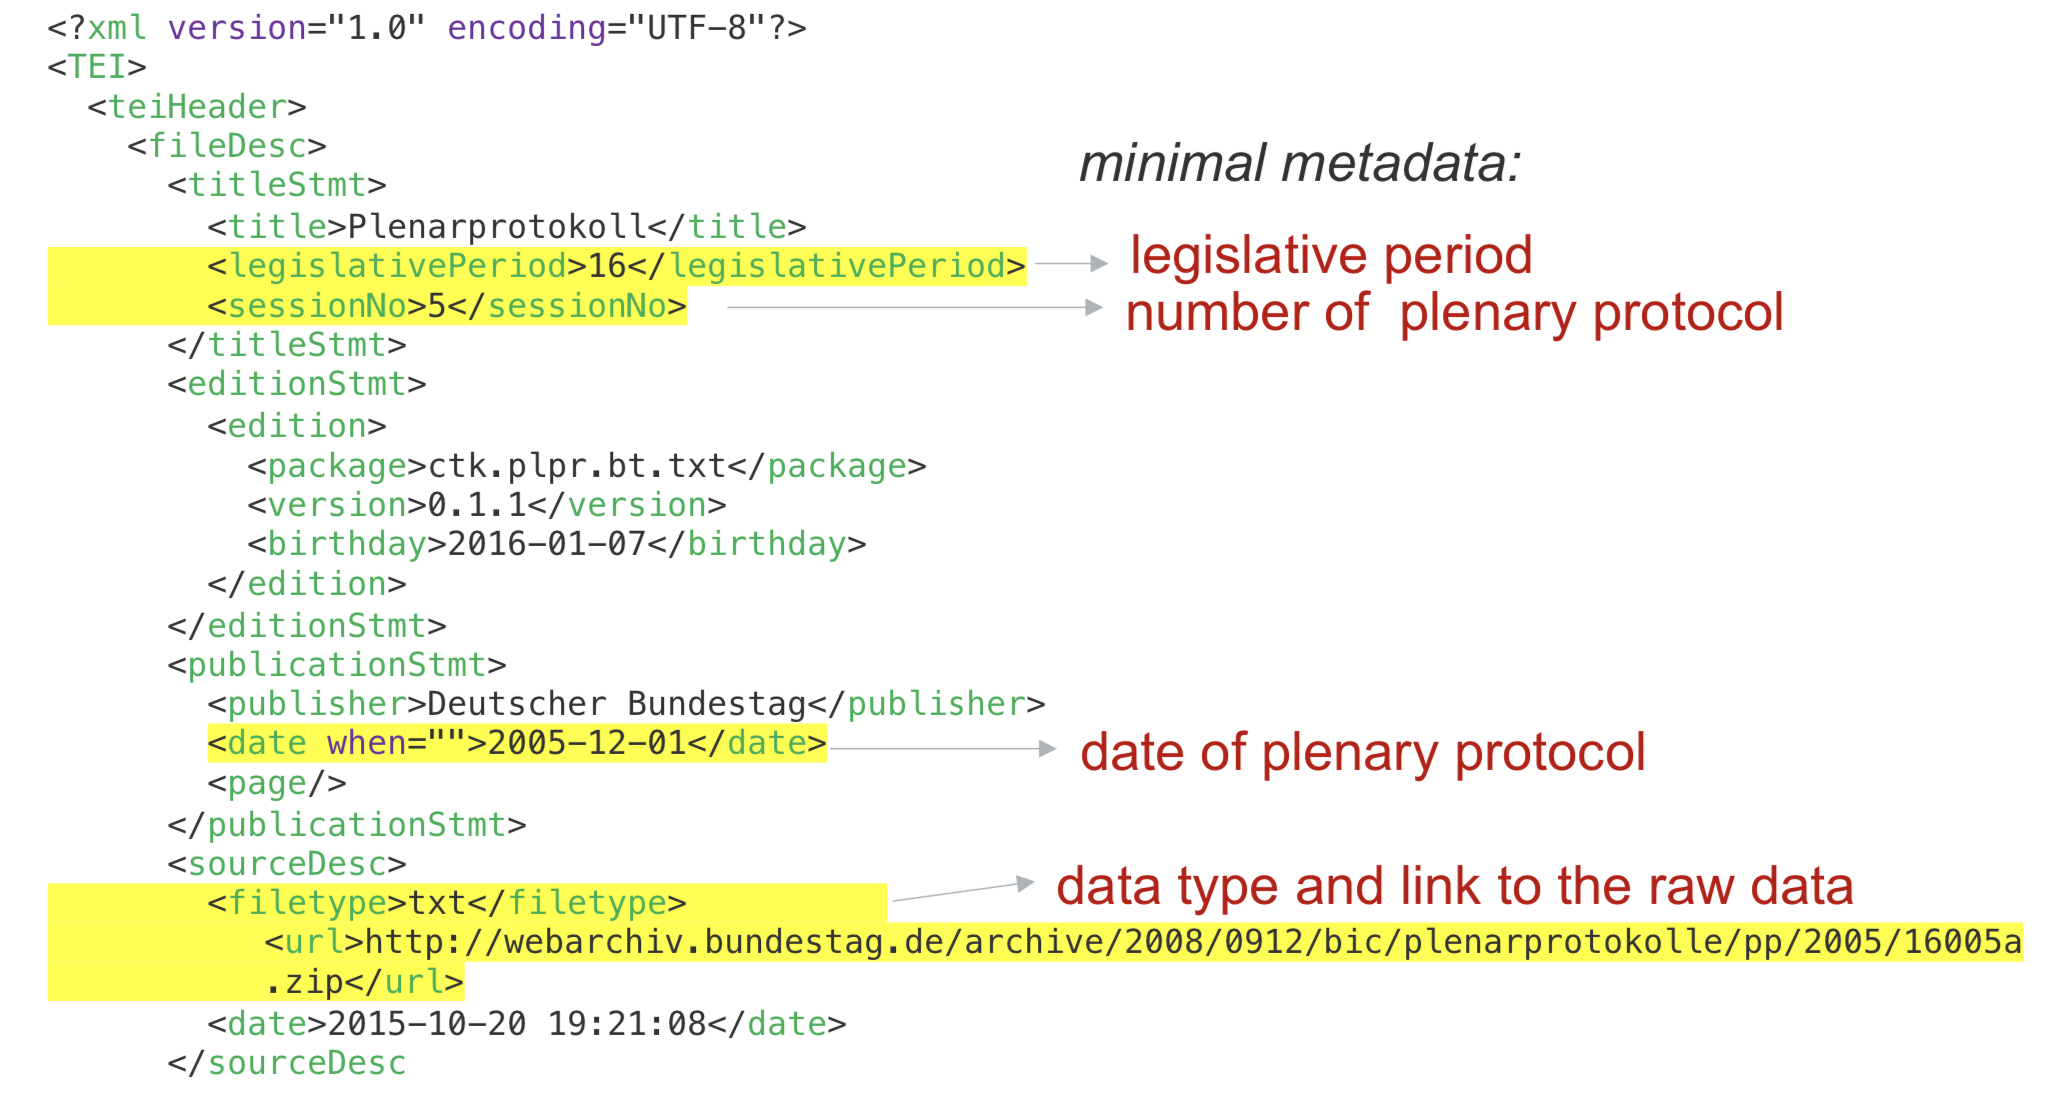 <?xml version="1.0" encoding="UTF-8"?>
<TEI>
<teiHeader>
<fileDesc>
minimal metadata:
<titleStmt>
<title>Plenarprotokoll</title>
<legislativePeriod>16</legislativePeriod>
legislative period
<sessionNo>5</sessionNo>
number of plenary protocol
</titleStmt>
<editionStmt>
<edition>
<package>ctk.plpr.bt.txt</package>
<version>0.1.1</version>
<birthday>2016-01-07</birthday>
</edition>
</editionStmt>
<publicationStmt>
<publisher>Deutscher Bundestag</publisher>
<date when="">2005-12-01</date>
date of plenary protocol
<page/>
</publicationStmt>
<sourceDesc>
<filetype>txt</filetype>
data type and link to the raw data
<url>http://webarchiv.bundestag.de/archive/2008/0912/bic/plenarprotokolle/pp/2005/16005a
.zip</url>
<date>2015-10-20 19:21:08</date>
</sourceDesc